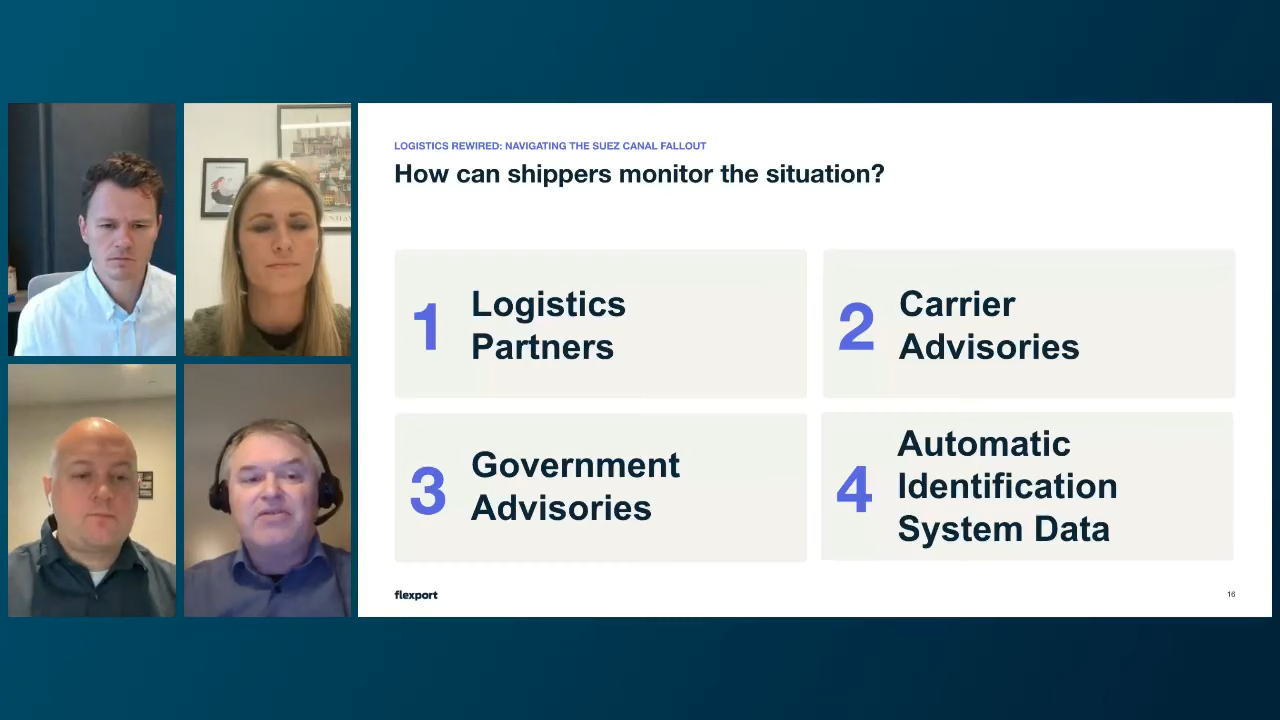 LOGISTICS REWIRED: NAVIGATING THE SUEZ CANAL FALLOUT
How can shippers monitor the situation?
1
Logistics
Partners
2
Carrier
Advisories
3
Government
Advisories
4
Automatic
Identification
System Data
flexport
16